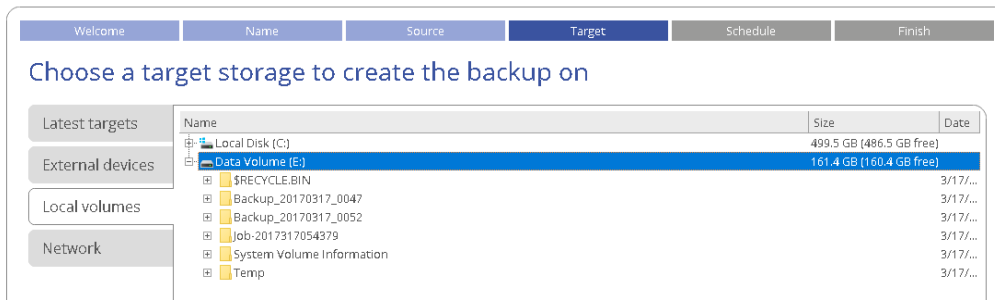 Welcome Name Source Target Schedule Finish
Choose a target storage to create the backup on
Latest targets
External devices
Local volumes
Network
Name Size Date
Local Disk (C:) 499.5 GB (486.5 GB free)
Data Volume (E:) 161.4 GB (160.4 GB free)
$RECYCLE.BIN 3/17/...
Backup_20170317_0047 3/17/...
Backup_20170317_0052 3/17/...
Job-2017317054379 3/17/...
System Volume Information 3/17/...
Temp 3/17/...